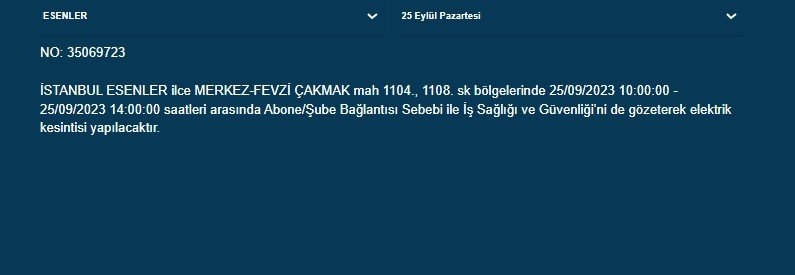 ESENLER 25 Eylül Pazartesi
NO: 35069723
İSTANBUL ESENLER ilce MERKEZ-FEVZİ ÇAKMAK mah 1104., 1108. sk bölgelerinde 25/09/2023 10:00:00 -
25/09/2023 14:00:00 saatleri arasında Abone/Şube Bağlantısı Sebebi ile İş Sağlığı ve Güvenliği’ni de gözeterek elektrik
kesintisi yapılacaktır.